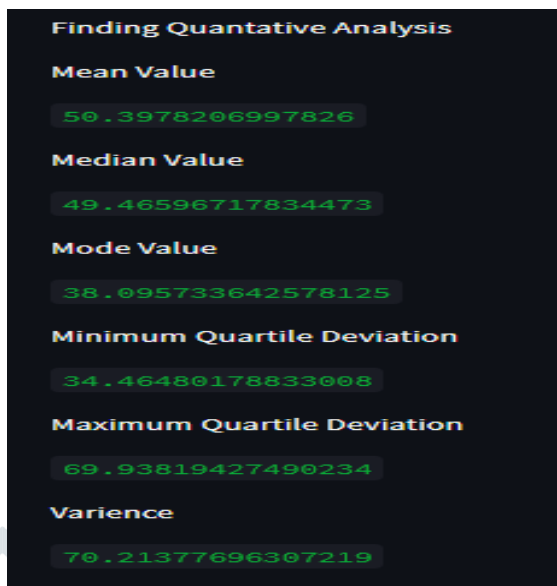 Finding Quantative Analysis
Mean Value
50.3978206997826
Median Value
49.46596717834473
Mode Value
38.095733642578125
Minimum Quartile Deviation
34.46480178833008
Maximum Quartile Deviation
69.93819427490234
Varience
70.21377696307219